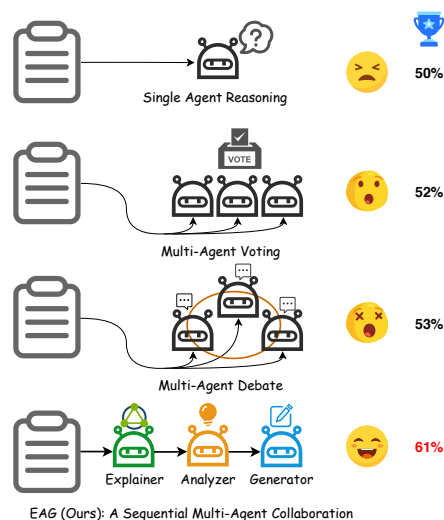 ?
50%
Single Agent Reasoning
VOTE
52%
Multi-Agent Voting
53%
Multi-Agent Debate
61%
Explainer Analyzer Generator
EAG (Ours): A Sequential Multi-Agent Collaboration